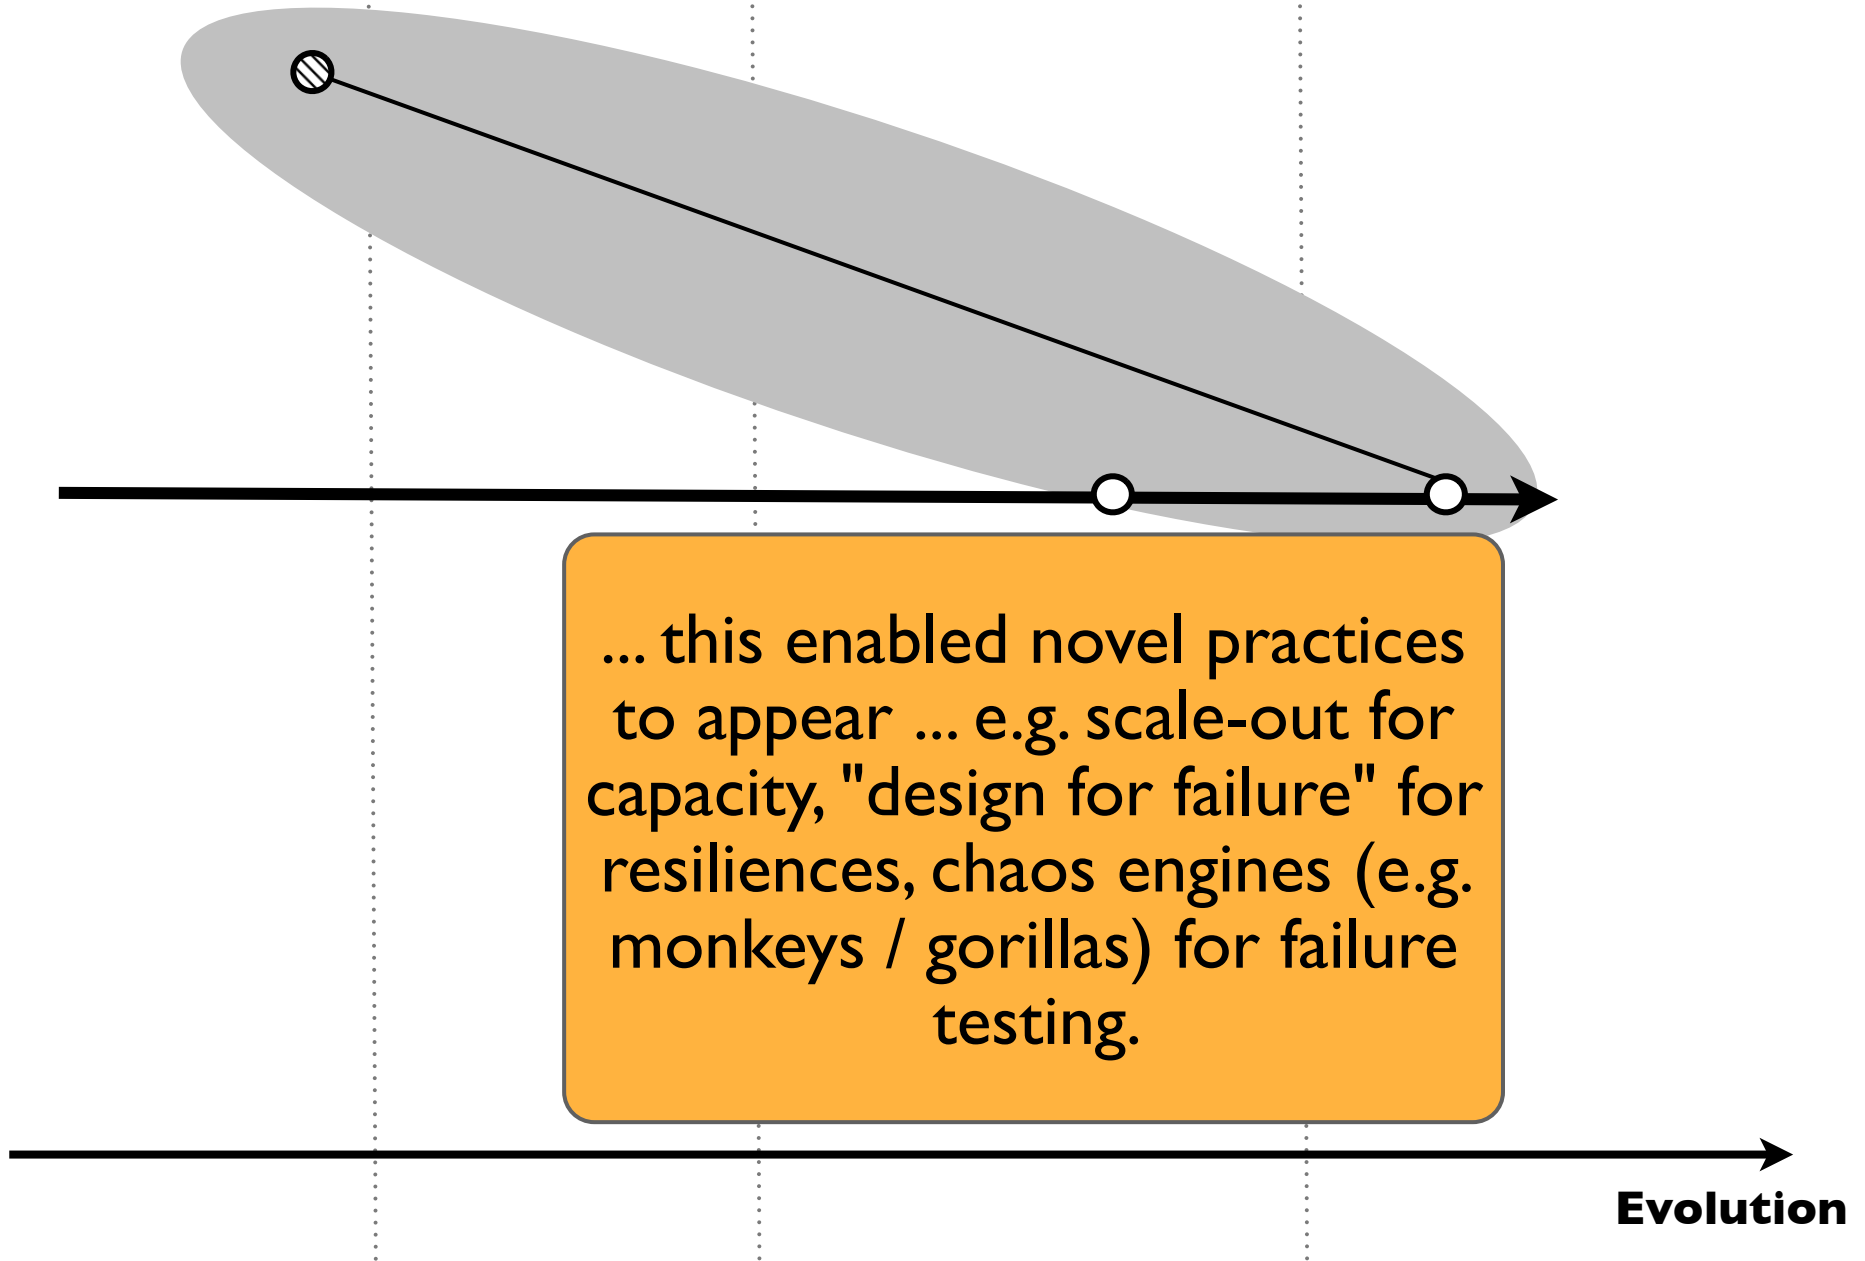 ... this enabled novel practices
to appear ... e.g. scale-out for
capacity, "design for failure" for
resiliences, chaos engines (e.g.
monkeys / gorillas) for failure
testing.
Evolution